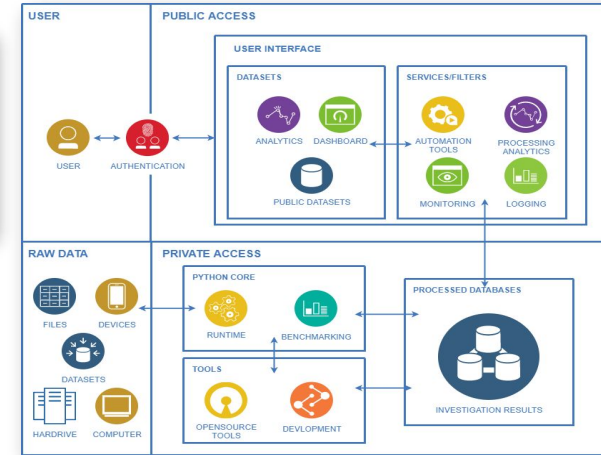 USER
PUBLIC ACCESS
USER INTERFACE
DATASETS
SERVICES/FILTERS
ANALYTICS
DASHBOARD
AUTOMATION
TOOLS
PROCESSING
ANALYTICS
USER
AUTHENTICATION
PUBLIC DATASETS
MONITORING
LOGGING
RAW DATA
PRIVATE ACCESS
PYTHON CORE
PROCESSED DATABASES
FILES
DEVICES
RUNTIME
BENCHMARKING
DATASETS
TOOLS
HARDRIVE
COMPUTER
OPENSOURCE
TOOLS
DEVLOPMENT
INVESTIGATION RESULTS